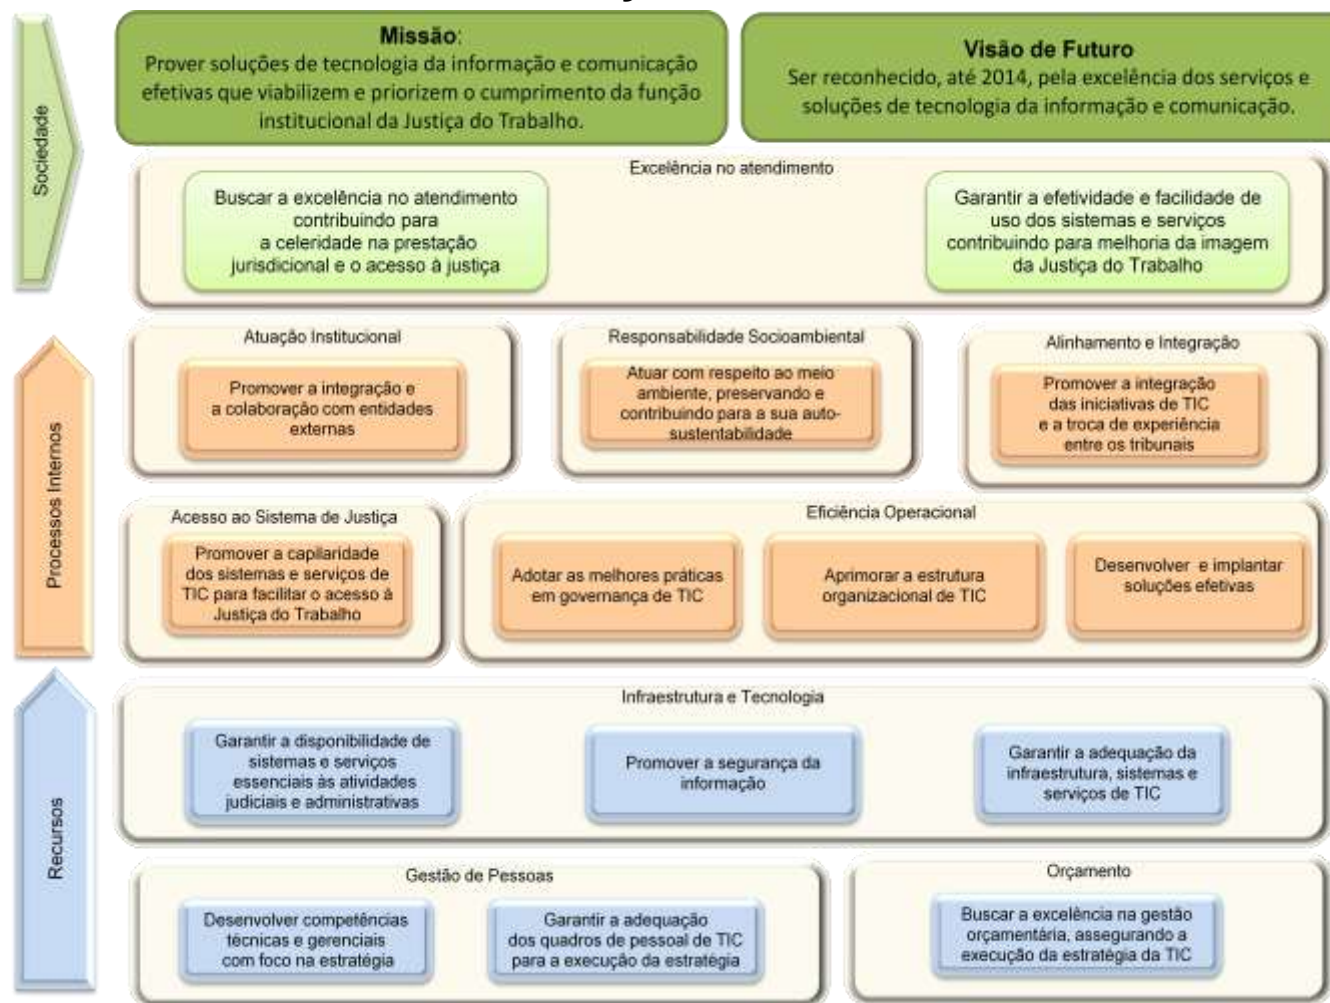 Sociedade
Missão:
Prover soluções de tecnologia da informação e comunicação
efetivas que viabilizem e priorizem o cumprimento da função
institucional da Justiça do Trabalho.
Visão de Futuro
Ser reconhecido, até 2014, pela excelência dos serviços e
soluções de tecnologia da informação e comunicação.
Excelência no atendimento
Buscar a excelência no atendimento
contribuindo para
a celeridade na prestação
jurisdicional e o acesso à justiça
Garantir a efetividade e facilidade de
uso dos sistemas e serviços
contribuindo para melhoria da imagem
da Justiça do Trabalho
Processos Internos
Atuação Institucional
Promover a integração e
a colaboração com entidades
externas
Responsabilidade Socioambiental
Atuar com respeito ao meio
ambiente, preservando e
contribuindo para a sua auto-
sustentabilidade
Alinhamento e Integração
Promover a integração
das iniciativas de TIC
e a troca de experiência
entre os tribunais
Acesso ao Sistema de Justiça
Promover a capilaridade
dos sistemas e serviços de
TIC para facilitar o acesso à
Justiça do Trabalho
Eficiência Operacional
Adotar as melhores práticas
em governança de TIC
Aprimorar a estrutura
organizacional de TIC
Desenvolver e implantar
soluções efetivas
Recursos
Infraestrutura e Tecnologia
Garantir a disponibilidade de
sistemas e serviços
essenciais às atividades
judiciais e administrativas
Promover a segurança da
informação
Garantir a adequação da
infraestrutura, sistemas e
serviços de TIC
Gestão de Pessoas
Desenvolver competências
técnicas e gerenciais
com foco na estratégia
Garantir a adequação
dos quadros de pessoal de TIC
para a execução da estratégia
Orçamento
Buscar a excelência na gestão
orçamentária, assegurando a
execução da estratégia da TIC